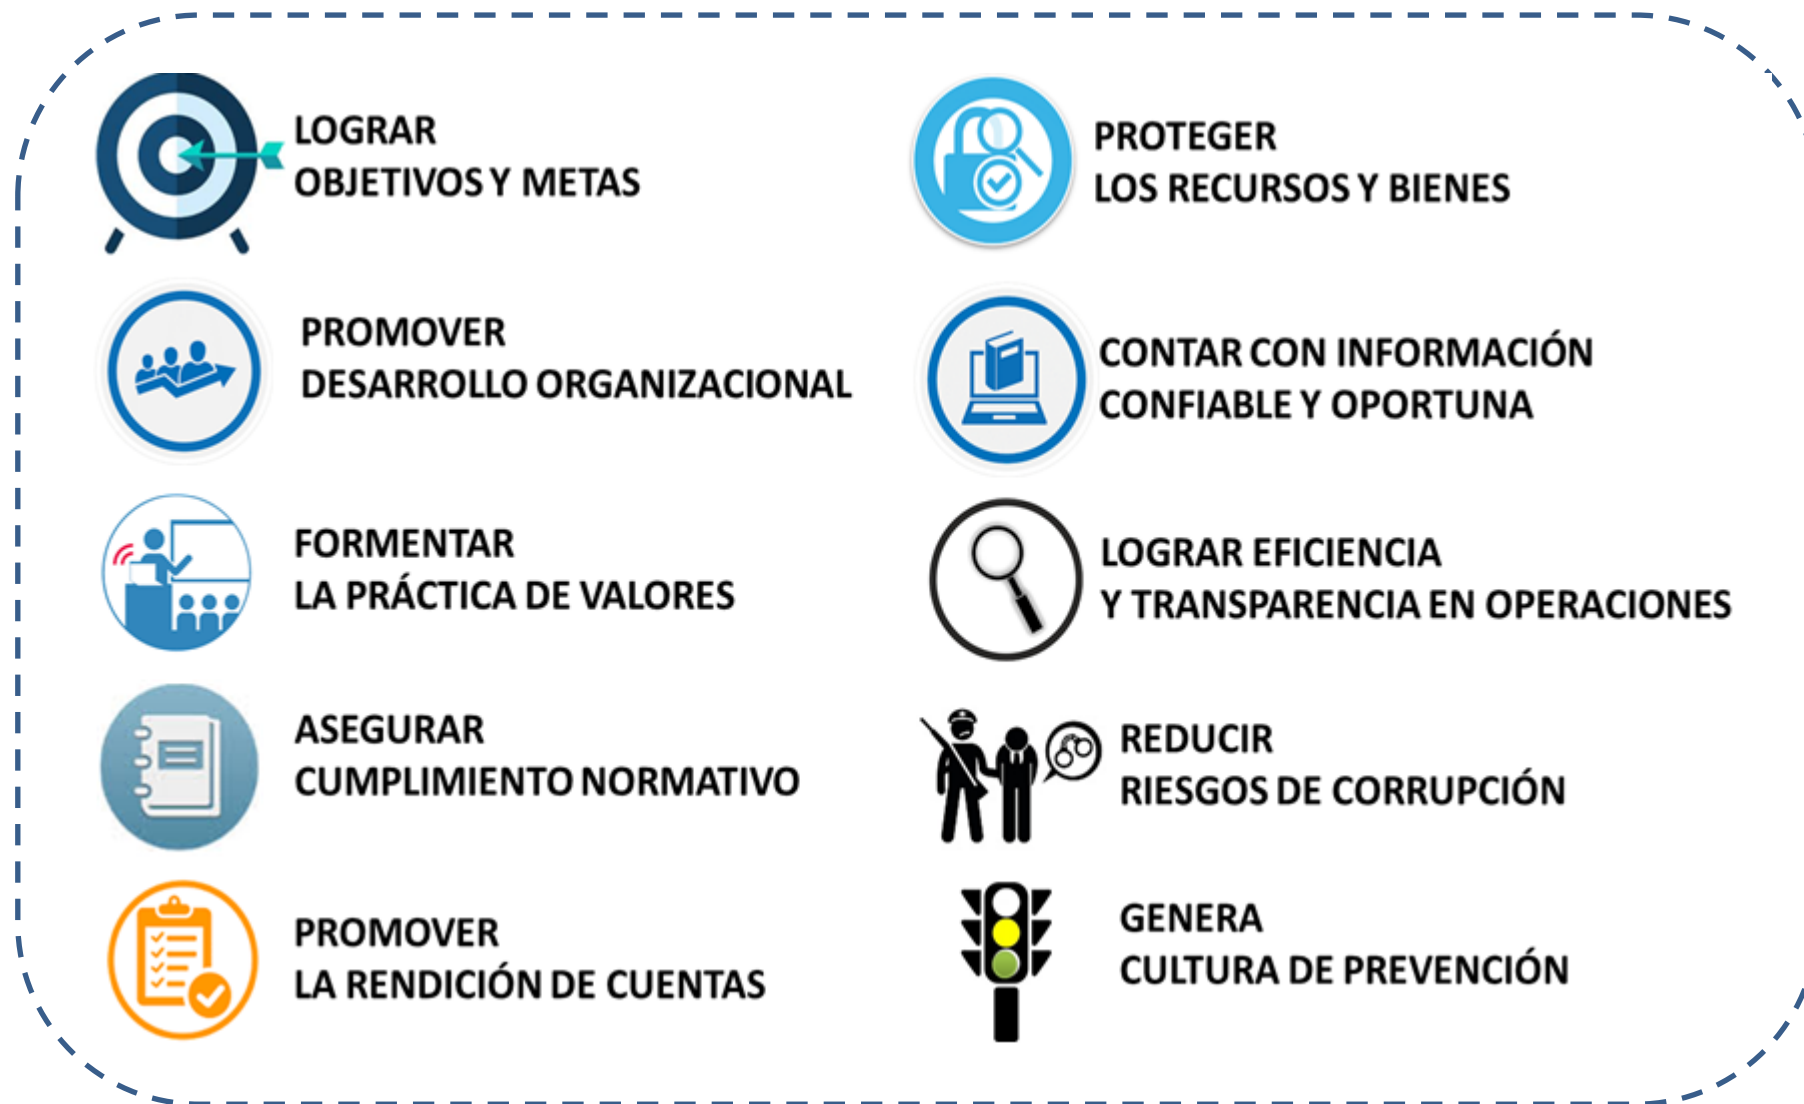 LOGRAR
OBJETIVOS Y METAS
PROMOVER
DESARROLLO ORGANIZACIONAL
FORMENTAR
LA PRÁCTICA DE VALORES
ASEGURAR
CUMPLIMIENTO NORMATIVO
PROMOVER
LA RENDICIÓN DE CUENTAS
PROTEGER
LOS RECURSOS Y BIENES
CONTAR CON INFORMACIÓN
CONFIABLE Y OPORTUNA
LOGRAR EFICIENCIA
Y TRANSPARENCIA EN OPERACIONES
REDUCIR
RIESGOS DE CORRUPCIÓN
GENERA
CULTURA DE PREVENCIÓN